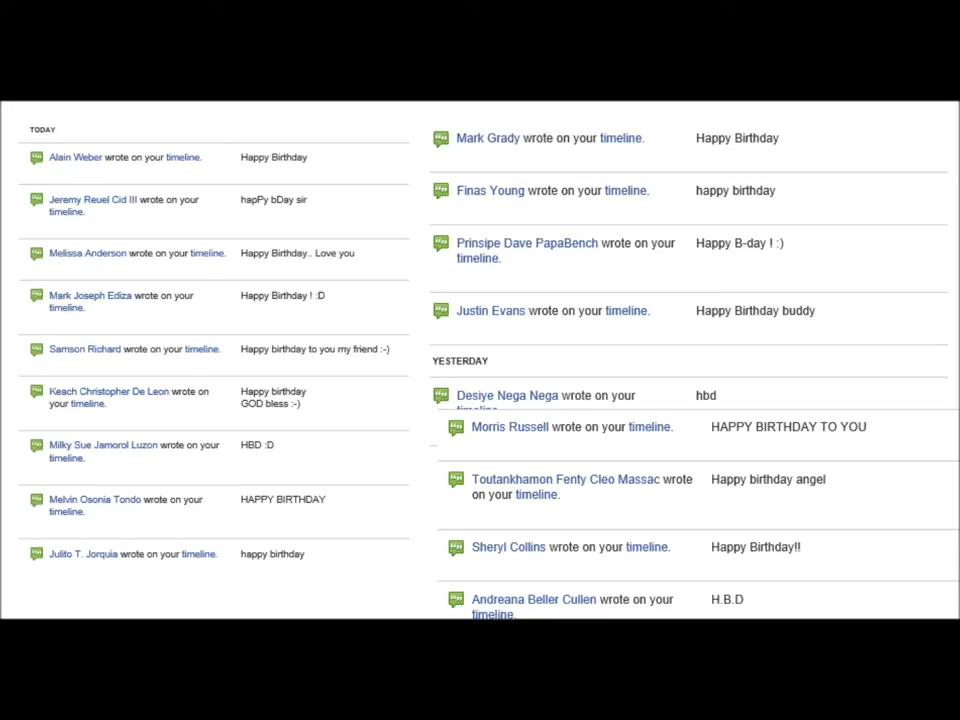 TODAY
Alain Weber wrote on your timeline. Happy Birthday
Jeremy Reuel Cid III wrote on your hapPy bDay sir
timeline.
Melissa Anderson wrote on your timeline. Happy Birthday.. Love you
Mark Joseph Ediza wrote on your Happy Birthday ! :D
timeline.
Samson Richard wrote on your timeline. Happy birthday to you my friend :-)
Keach Christopher De Leon wrote on Happy birthday
your timeline. GOD bless :-)
Milky Sue Jamorol Luzon wrote on your HBD :D
timeline.
Melvin Osonia Tondo wrote on your HAPPY BIRTHDAY
timeline.
Julito T. Jorquia wrote on your timeline. happy birthday
Mark Grady wrote on your timeline. Happy Birthday
Finas Young wrote on your timeline. happy birthday
Prinsipe Dave PapaBench wrote on your Happy B-day ! :)
timeline.
Justin Evans wrote on your timeline. Happy Birthday buddy
YESTERDAY
Desiye Nega Nega wrote on your hbd
timeline
Morris Russell wrote on your timeline. HAPPY BIRTHDAY TO YOU
Toutankhamon Fenty Cleo Massac wrote Happy birthday angel
on your timeline.
Sheryl Collins wrote on your timeline. Happy Birthday!!
Andreana Beller Cullen wrote on your H.B.D
timeline.